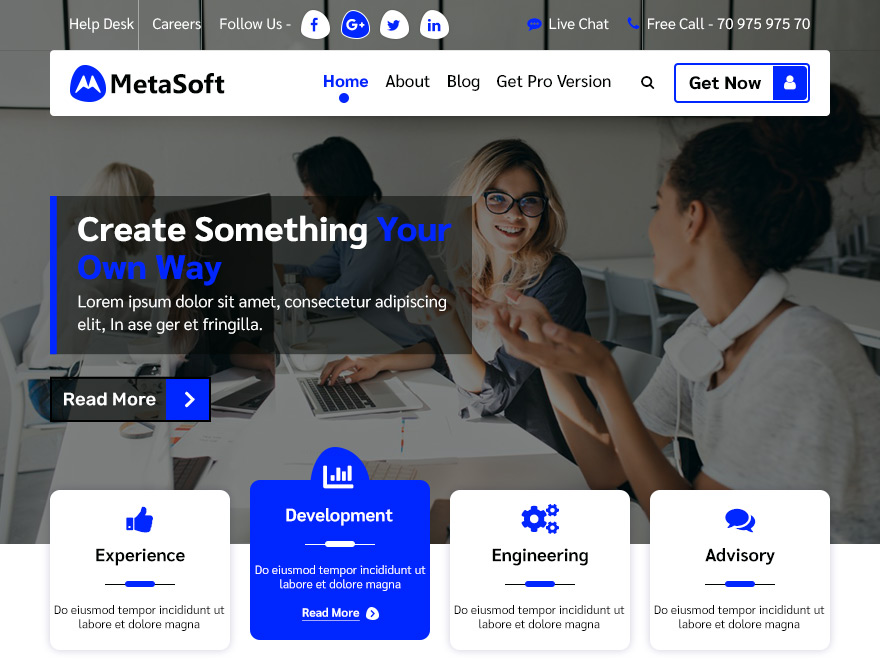 Help Desk Careers Follow Us - f G+ in Live Chat Free Call - 70 975 975 70
MetaSoft Home About Blog Get Pro Version Get Now
Create Something Your
Own Way
Lorem ipsum dolor sit amet, consectetur adipiscing
elit, In ase ger et fringilla.
Read More
Experience
Do eiusmod tempor incididunt ut
labore et dolore magna
Development
Do eiusmod tempor incididunt ut
labore et dolore magna
Read More
Engineering
Do eiusmod tempor incididunt ut
labore et dolore magna
Advisory
Do eiusmod tempor incididunt ut
labore et dolore magna